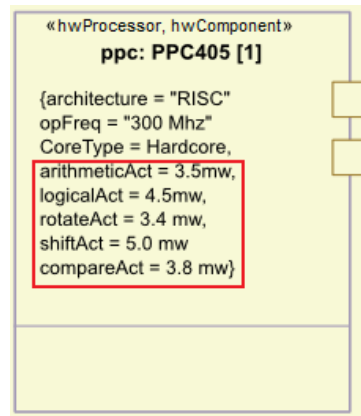 «hwProcessor, hwComponent»
ppc: PPC405 [1]
{architecture = "RISC"
opFreq = "300 Mhz"
CoreType = Hardcore,
arithmeticAct = 3.5mw,
logicalAct = 4.5mw,
rotateAct = 3.4 mw,
shiftAct = 5.0 mw
compareAct = 3.8 mw}